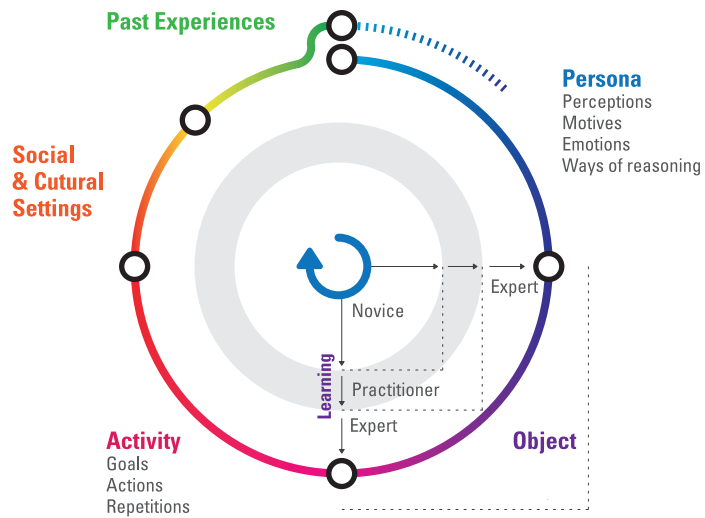 Past Experiences
Persona
Perceptions
Motives
Emotions
Ways of reasoning
Social
& Cutural
Settings
Expert
Novice
Learning
Practitioner
Expert
Activity
Goals
Actions
Repetitions
Object